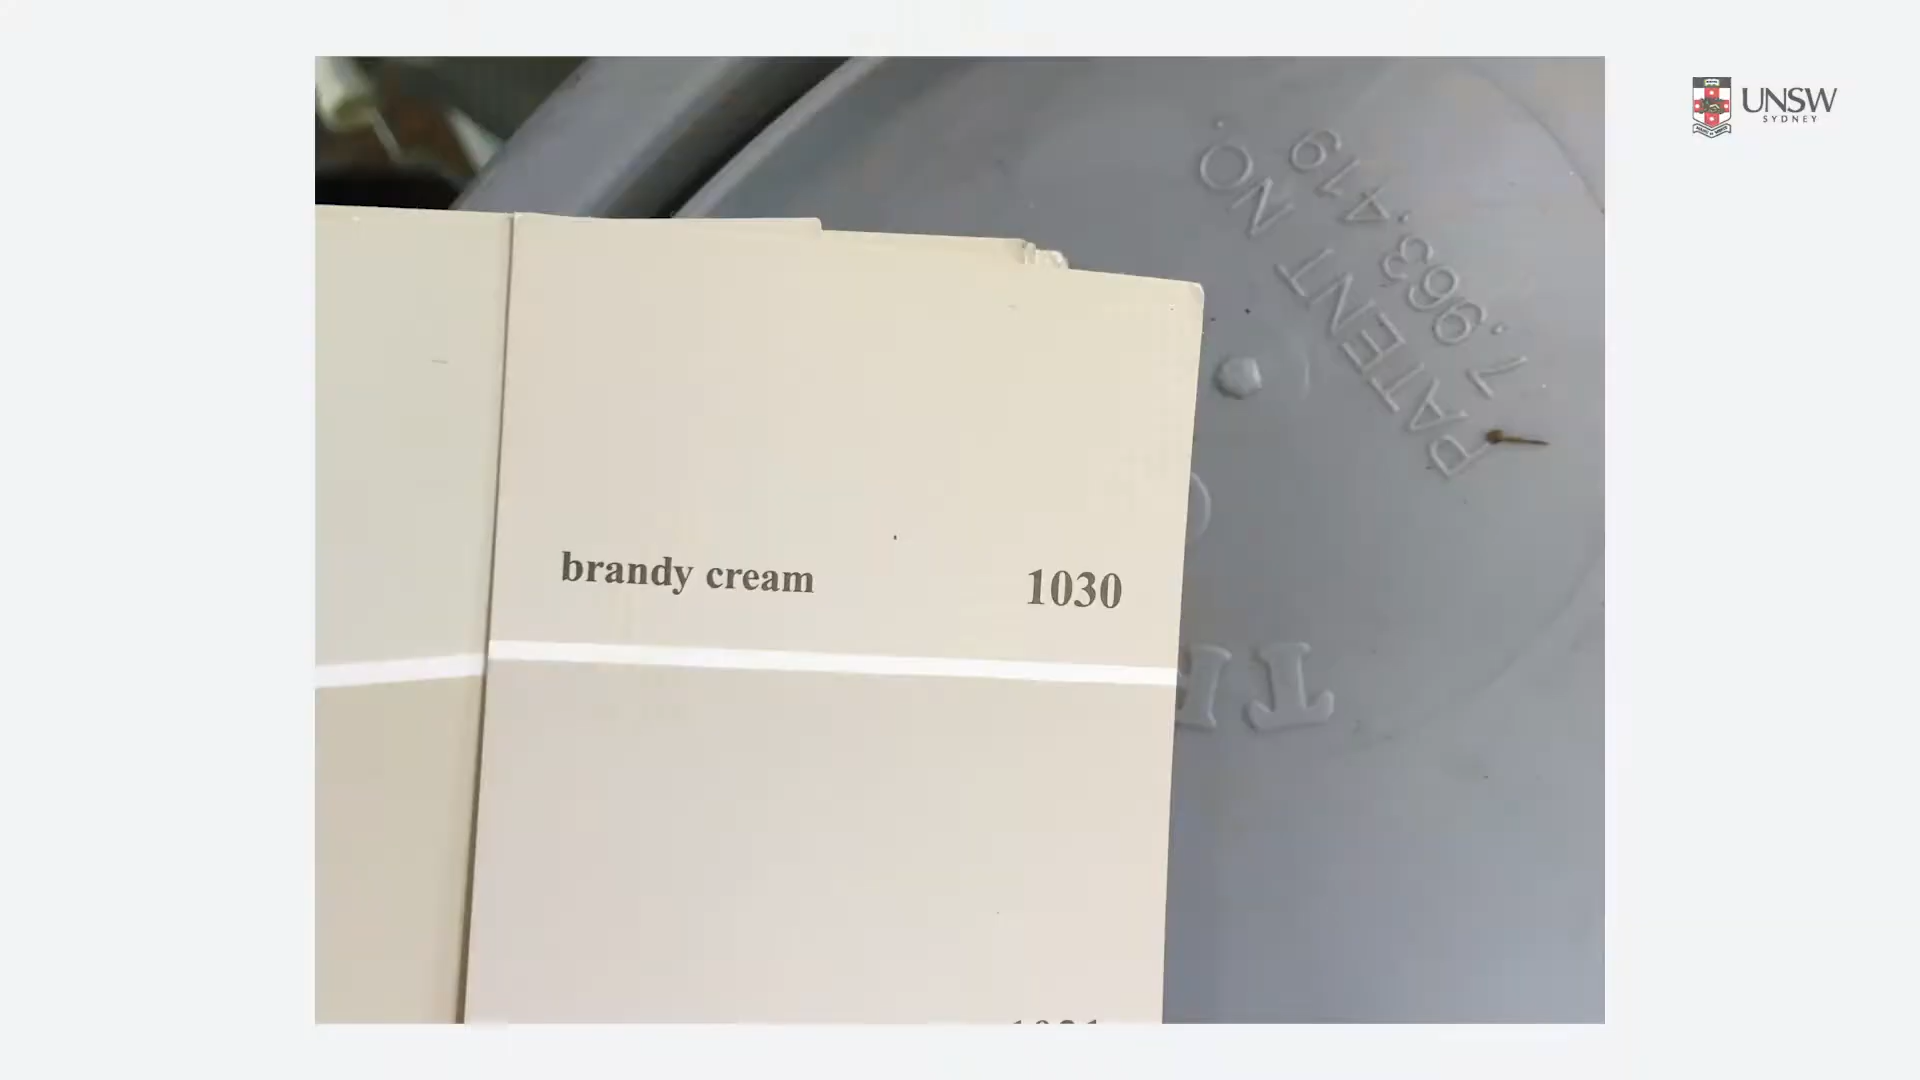 UNSW
SYDNEY
PATENT NO.
7,963,419
brandy cream 1030